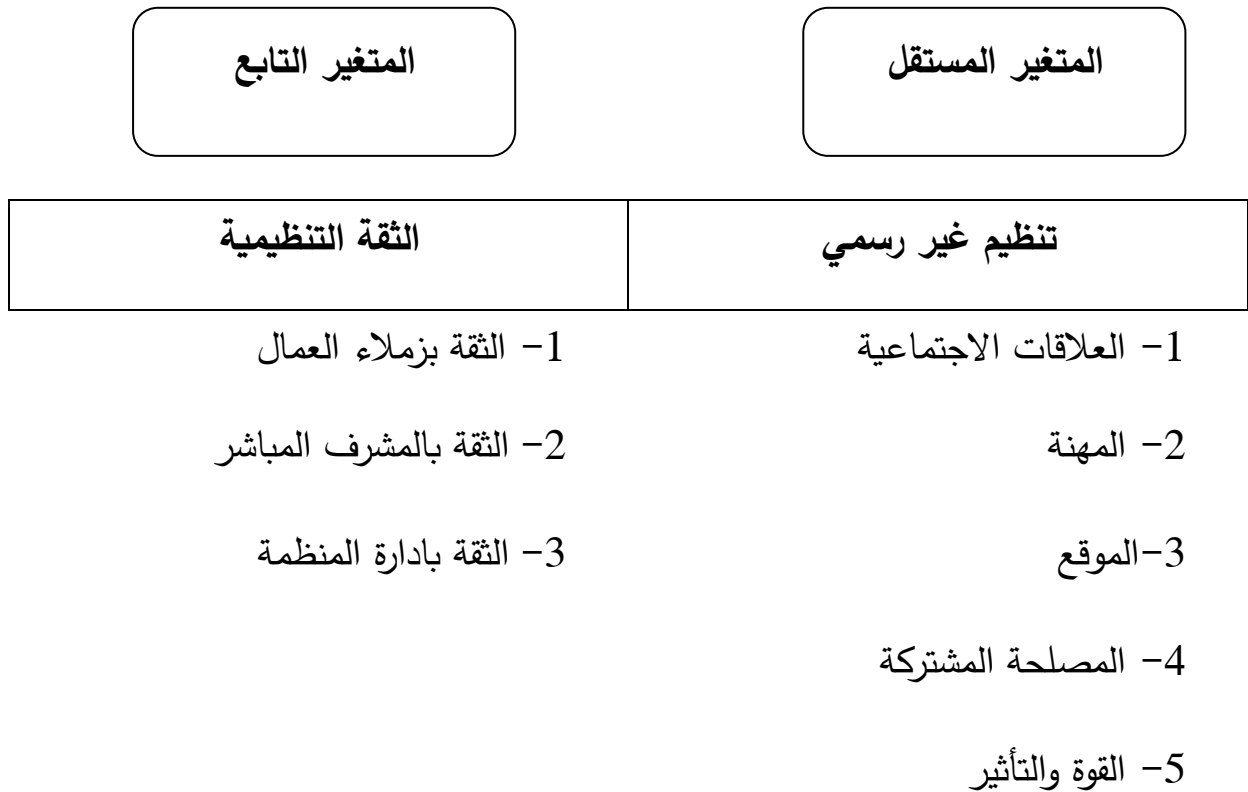 المتغير المستقل
المتغير التابع
تنظيم غير رسمي
الثقة التنظيمية
1- العلاقات الاجتماعية
1- الثقة بزملاء العمال
2- المهنة
2- الثقة بالمشرف المباشر
3-الموقع
3- الثقة بادارة المنظمة
4- المصلحة المشتركة
5- القوة والتأثير